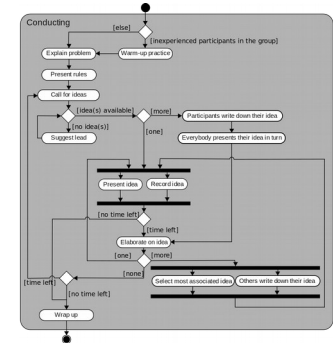 Conducting
[else]
[inexperienced participants in the group]
Explain problem
Warm-up practice
Present rules
Call for ideas
[idea(s) available]
[more]
Participants write down their idea
[no idea(s)]
[one]
Suggest lead
Everybody presents their idea in turn
Present idea
Record idea
[no time left]
[time left]
Elaborate on idea
[one]
[more]
[none]
[time left]
Select most associated idea
Others write down their idea
[no time left]
Wrap up